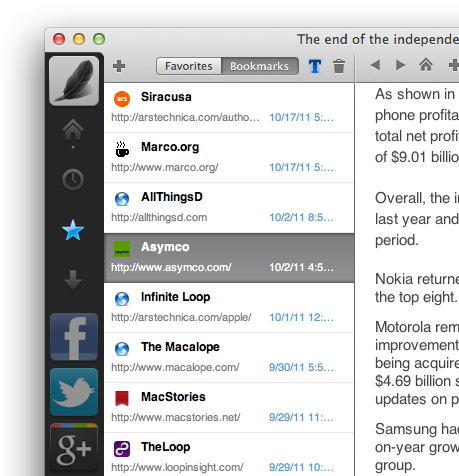 The end of the independe
Favorites Bookmarks T
ars
Siracusa
http://arstechnica.com/autho... 10/17/11 5:...
Marco.org
http://www.marco.org/ 10/17/11 5:...
AllThingsD
http://allthingsd.com 10/2/11 8:5...
Asymco
http://www.asymco.com/ 10/2/11 4:5...
Infinite Loop
http://arstechnica.com/apple/ 10/1/11 12:...
The Macalope
http://www.macalope.com/ 9/30/11 5:5...
MacStories
http://www.macstories.net/ 9/29/11 11:...
TheLoop
http://www.loopinsight.com/ 9/29/11 10:...
f
g+
As shown in
phone profita
total net profi
of $9.01 billio
Overall, the in
last year and
period.
Nokia returne
the top eight.
Motorola rem
improvement
being acquire
$4.69 billion s
updates on p
Samsung had
on-year grow
group.